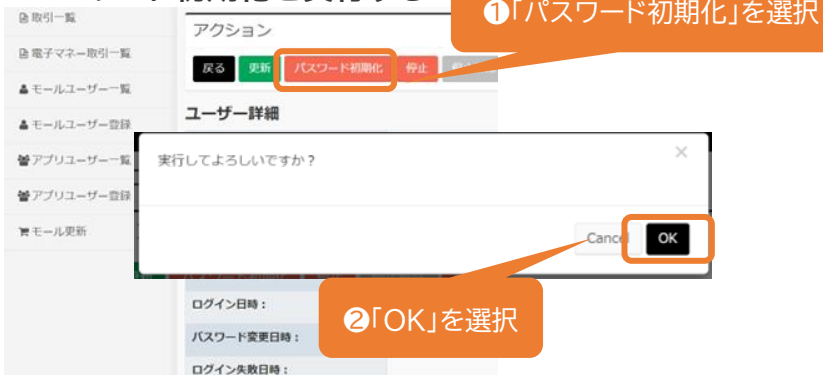 ❶「パスワード初期化」を選択
取引一覧
電子マネー取引一覧
モールユーザー一覧
モールユーザー登録
アプリユーザー一覧
アプリユーザー登録
モール更新
アクション
戻る 更新 パスワード初期化 停止
ユーザー詳細
実行してよろしいですか？
×
Cancel OK
❷「OK」を選択
ログイン日時：
パスワード変更日時：
ログイン失敗日時：